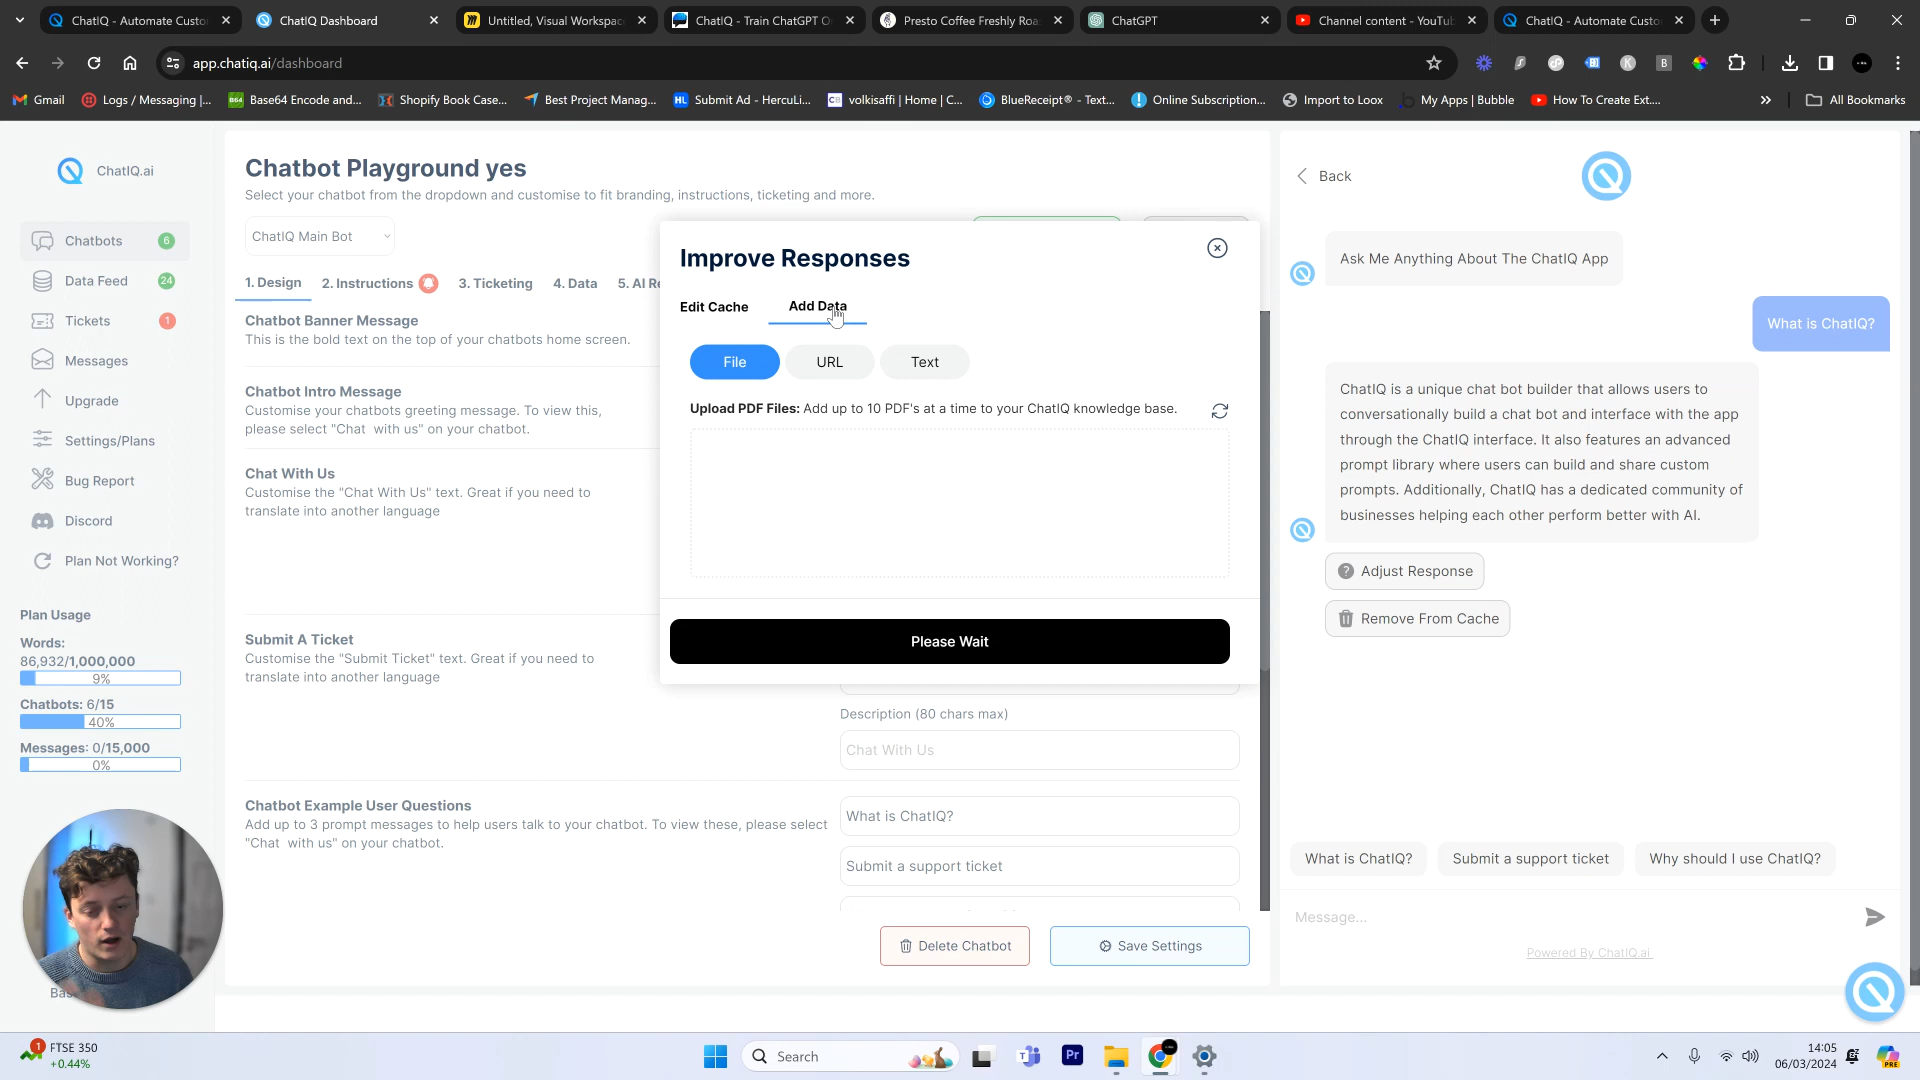 ChatIQ - Automate Custo
ChatIQ Dashboard
Untitled, Visual Workspac
ChatIQ - Train ChatGPT O
Presto Coffee Freshly Roa
ChatGPT
Channel content - YouTub
ChatIQ - Automate Custo
app.chatiq.ai/dashboard
Gmail
Logs / Messaging |...
Base64 Encode and...
Shopify Book Case...
Best Project Manag...
Submit Ad - HercuLi...
volkisaffi | Home | C...
BlueReceipt® - Text...
Online Subscription...
Import to Loox
My Apps | Bubble
How To Create Ext....
All Bookmarks
ChatIQ.ai
Chatbots 6
Data Feed 24
Tickets 1
Messages
Upgrade
Settings/Plans
Bug Report
Discord
Plan Not Working?
Plan Usage
Words:
86,932/1,000,000
9%
Chatbots: 6/15
40%
Messages: 0/15,000
0%
Chatbot Playground yes
Select your chatbot from the dropdown and customise to fit branding, instructions, ticketing and more.
ChatIQ Main Bot
1. Design 2. Instructions 3. Ticketing 4. Data 5. AI Re
Chatbot Banner Message
This is the bold text on the top of your chatbots home screen.
Chatbot Intro Message
Customise your chatbots greeting message. To view this,
please select "Chat with us" on your chatbot.
Chat With Us
Customise the "Chat With Us" text. Great if you need to
translate into another language
Submit A Ticket
Customise the "Submit Ticket" text. Great if you need to
translate into another language
Description (80 chars max)
Chat With Us
Chatbot Example User Questions
Add up to 3 prompt messages to help users talk to your chatbot. To view these, please select
"Chat with us" on your chatbot.
What is ChatIQ?
Submit a support ticket
Delete Chatbot
Save Settings
Improve Responses
Edit Cache
Add Data
File
URL
Text
Upload PDF Files: Add up to 10 PDF's at a time to your ChatIQ knowledge base.
Please Wait
Back
Ask Me Anything About The ChatIQ App
What is ChatIQ?
ChatIQ is a unique chat bot builder that allows users to
conversationally build a chat bot and interface with the app
through the ChatIQ interface. It also features an advanced
prompt library where users can build and share custom
prompts. Additionally, ChatIQ has a dedicated community of
businesses helping each other perform better with AI.
Adjust Response
Remove From Cache
What is ChatIQ?
Submit a support ticket
Why should I use ChatIQ?
Message...
Powered By ChatIQ.ai
1
FTSE 350
+0.44%
Search
Pr
14:05
06/03/2024
PRE